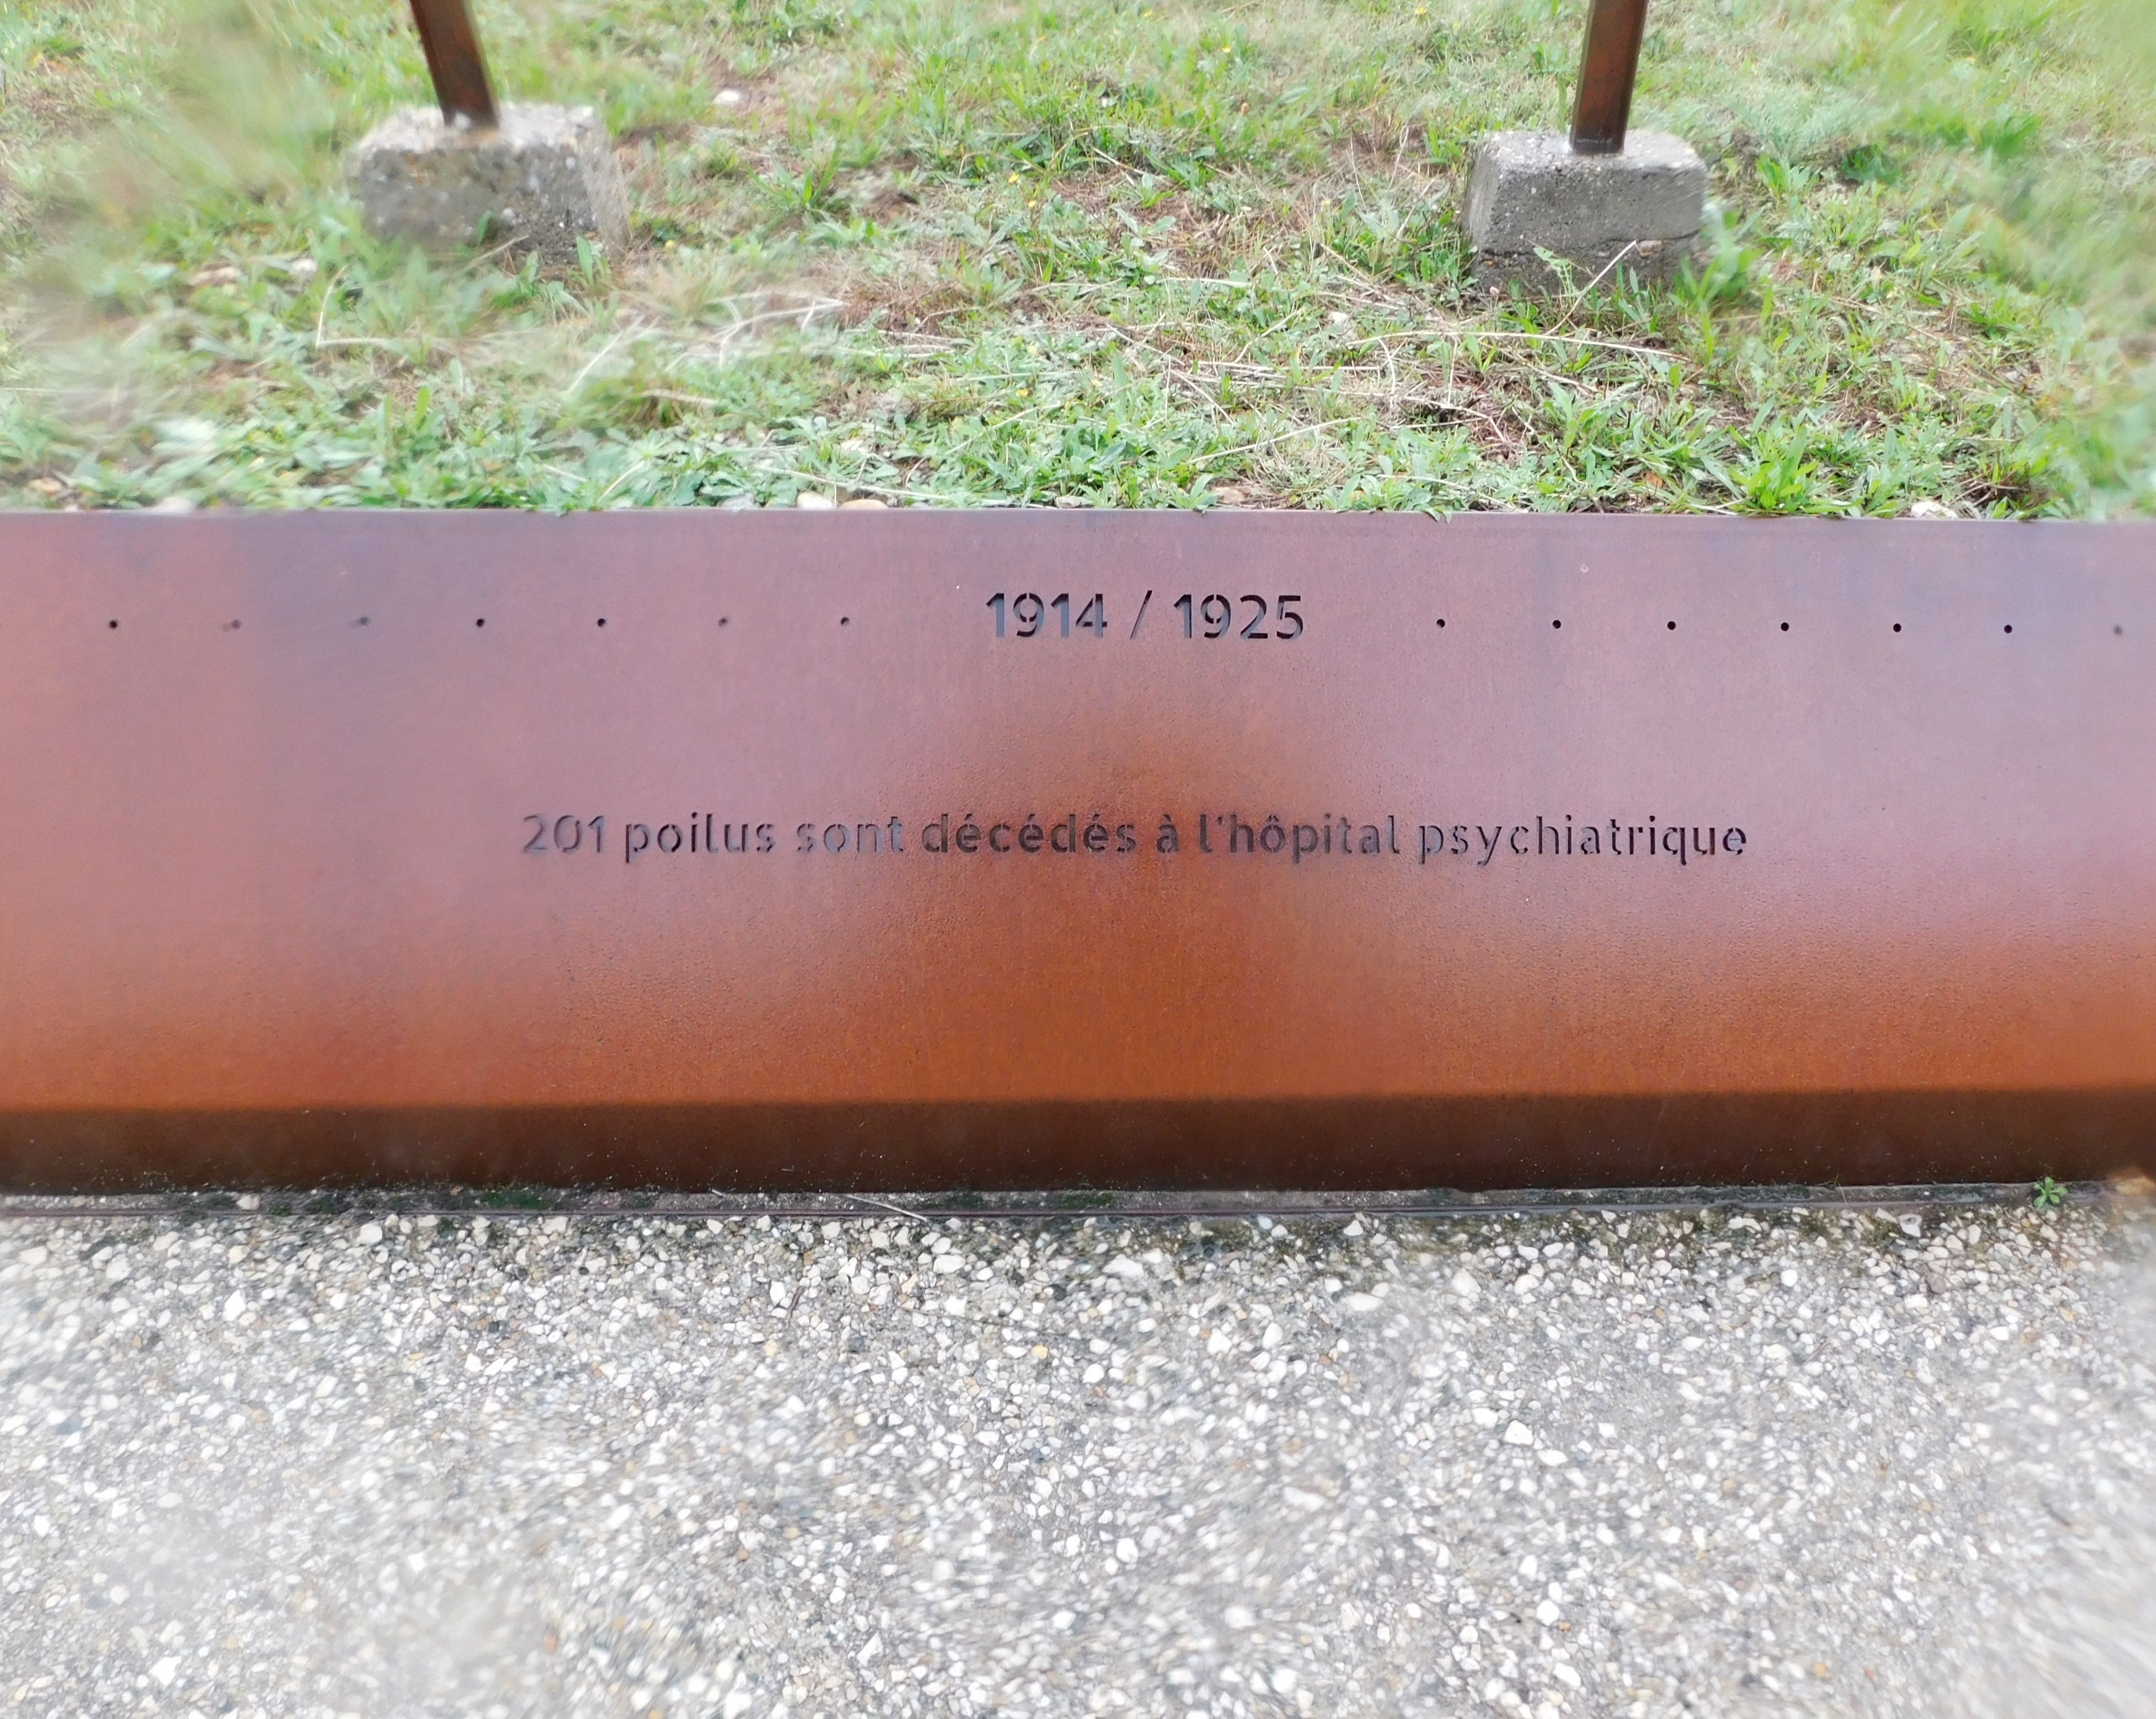 1914 / 1925
201 poilus sont décédés à l'hôpital psychiatrique